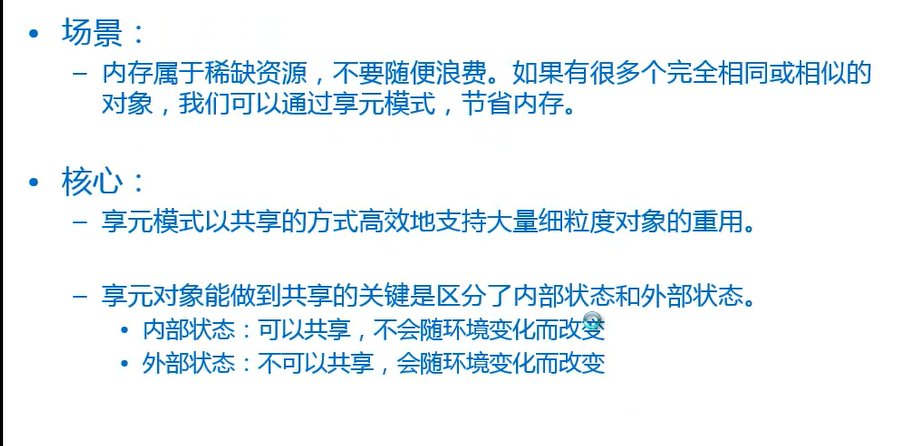 • 场景：
– 内存属于稀缺资源，不要随便浪费。如果有很多个完全相同或相似的
对象，我们可以通过享元模式，节省内存。
• 核心：
– 享元模式以共享的方式高效地支持大量细粒度对象的重用。
– 享元对象能做到共享的关键是区分了内部状态和外部状态。
• 内部状态：可以共享，不会随环境变化而改变
• 外部状态：不可以共享，会随环境变化而改变